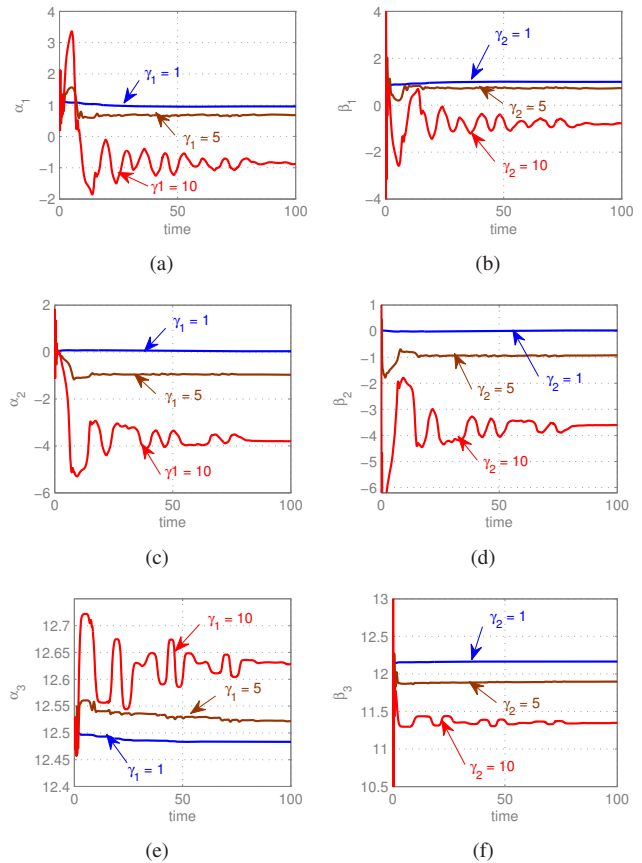 4
3
2
1
0
−1
−2
α₁
γ₁ = 1
γ₁ = 5
γ1 = 10
0 50 100
time
(a)
4
2
0
−2
−4
β₁
γ₂ = 1
γ₂ = 5
γ₂ = 10
0 50 100
time
(b)
2
0
−2
−4
−6
α₂
γ₁ = 1
γ₁ = 5
γ1 = 10
0 50 100
time
(c)
1
0
−1
−2
−3
−4
−5
−6
β₂
γ₂ = 1
γ₂ = 5
γ₂ = 10
0 50 100
time
(d)
12.7
12.65
12.6
12.55
12.5
12.45
12.4
α₃
γ₁ = 10
γ₁ = 5
γ₁ = 1
0 50 100
time
(e)
13
12.5
12
11.5
11
10.5
β₃
γ₂ = 1
γ₂ = 5
γ₂ = 10
0 50 100
time
(f)